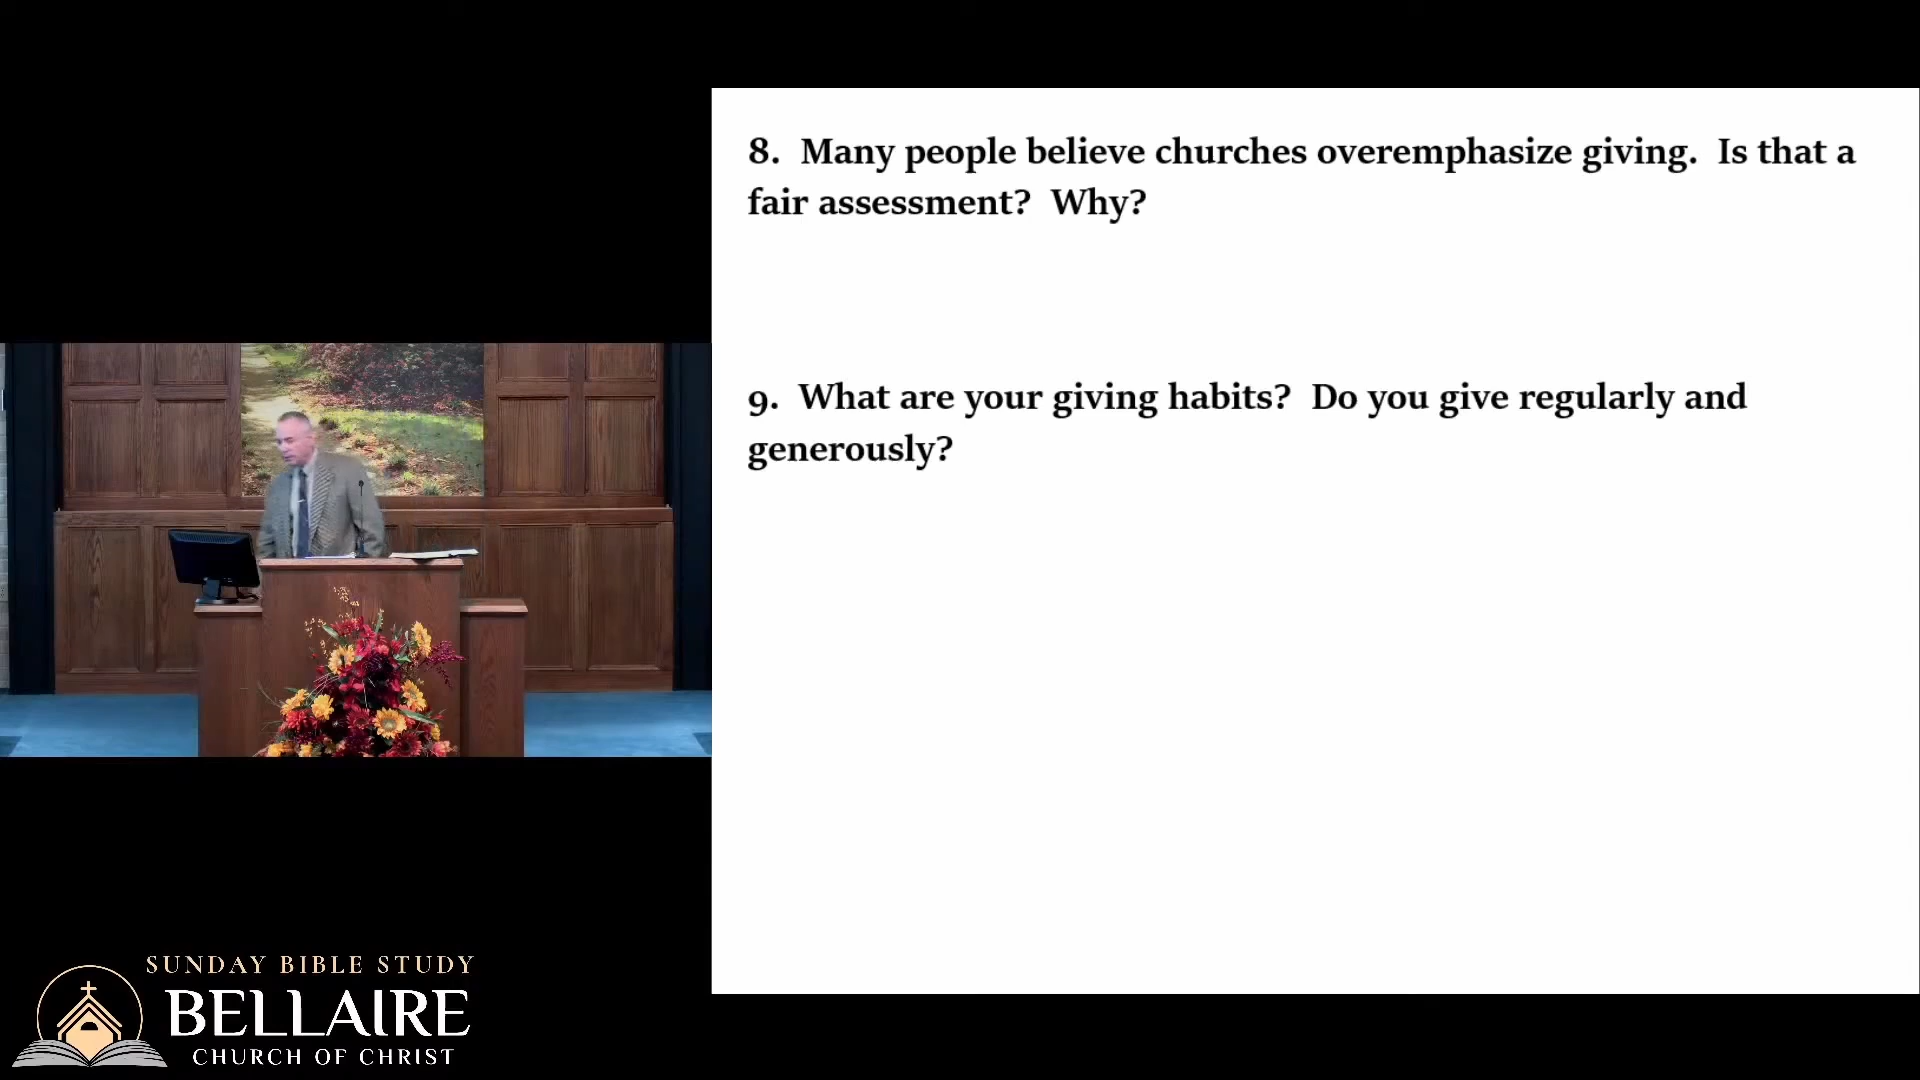 8.  Many people believe churches overemphasize giving.  Is that a
fair assessment?  Why?
9.  What are your giving habits?  Do you give regularly and
generously?
SUNDAY BIBLE STUDY
BELLAIRE
CHURCH OF CHRIST